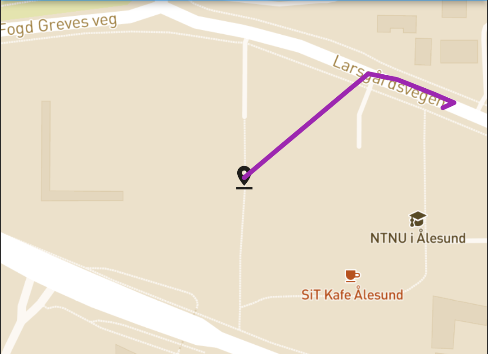 Fogd Greves veg
Larsgårdsvegen
NTNU i Ålesund
SiT Kafe Ålesund